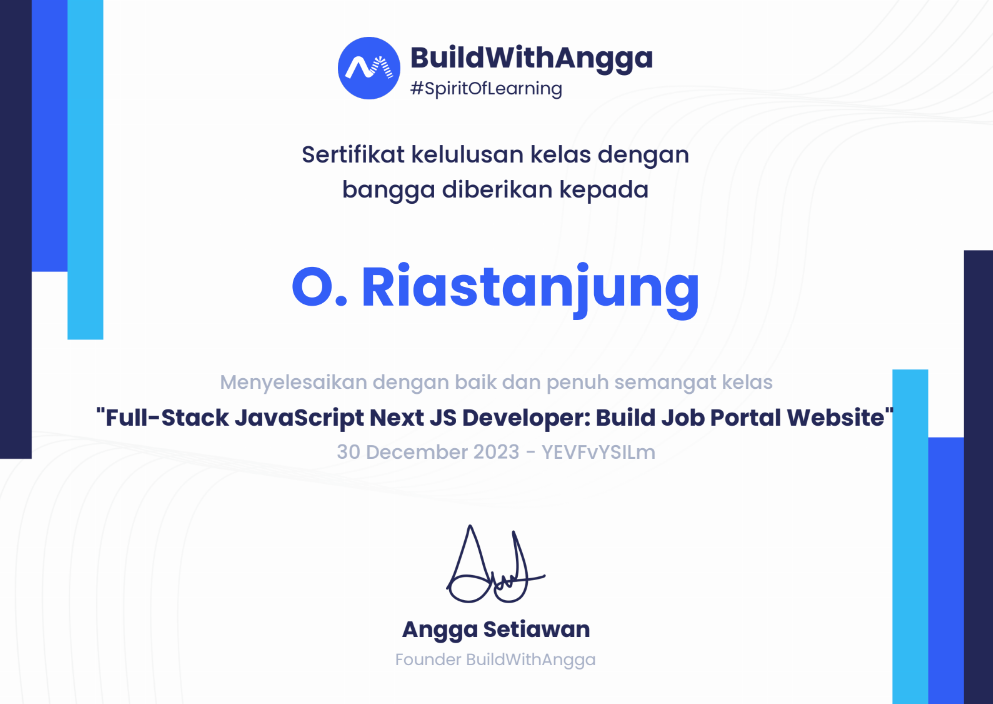 BuildWithAngga
#SpiritOfLearning
Sertifikat kelulusan kelas dengan
bangga diberikan kepada
O. Riastanjung
Menyelesaikan dengan baik dan penuh semangat kelas
"Full-Stack JavaScript Next JS Developer: Build Job Portal Website"
30 December 2023 - YEVFvYSILm
Angga Setiawan
Founder BuildWithAngga